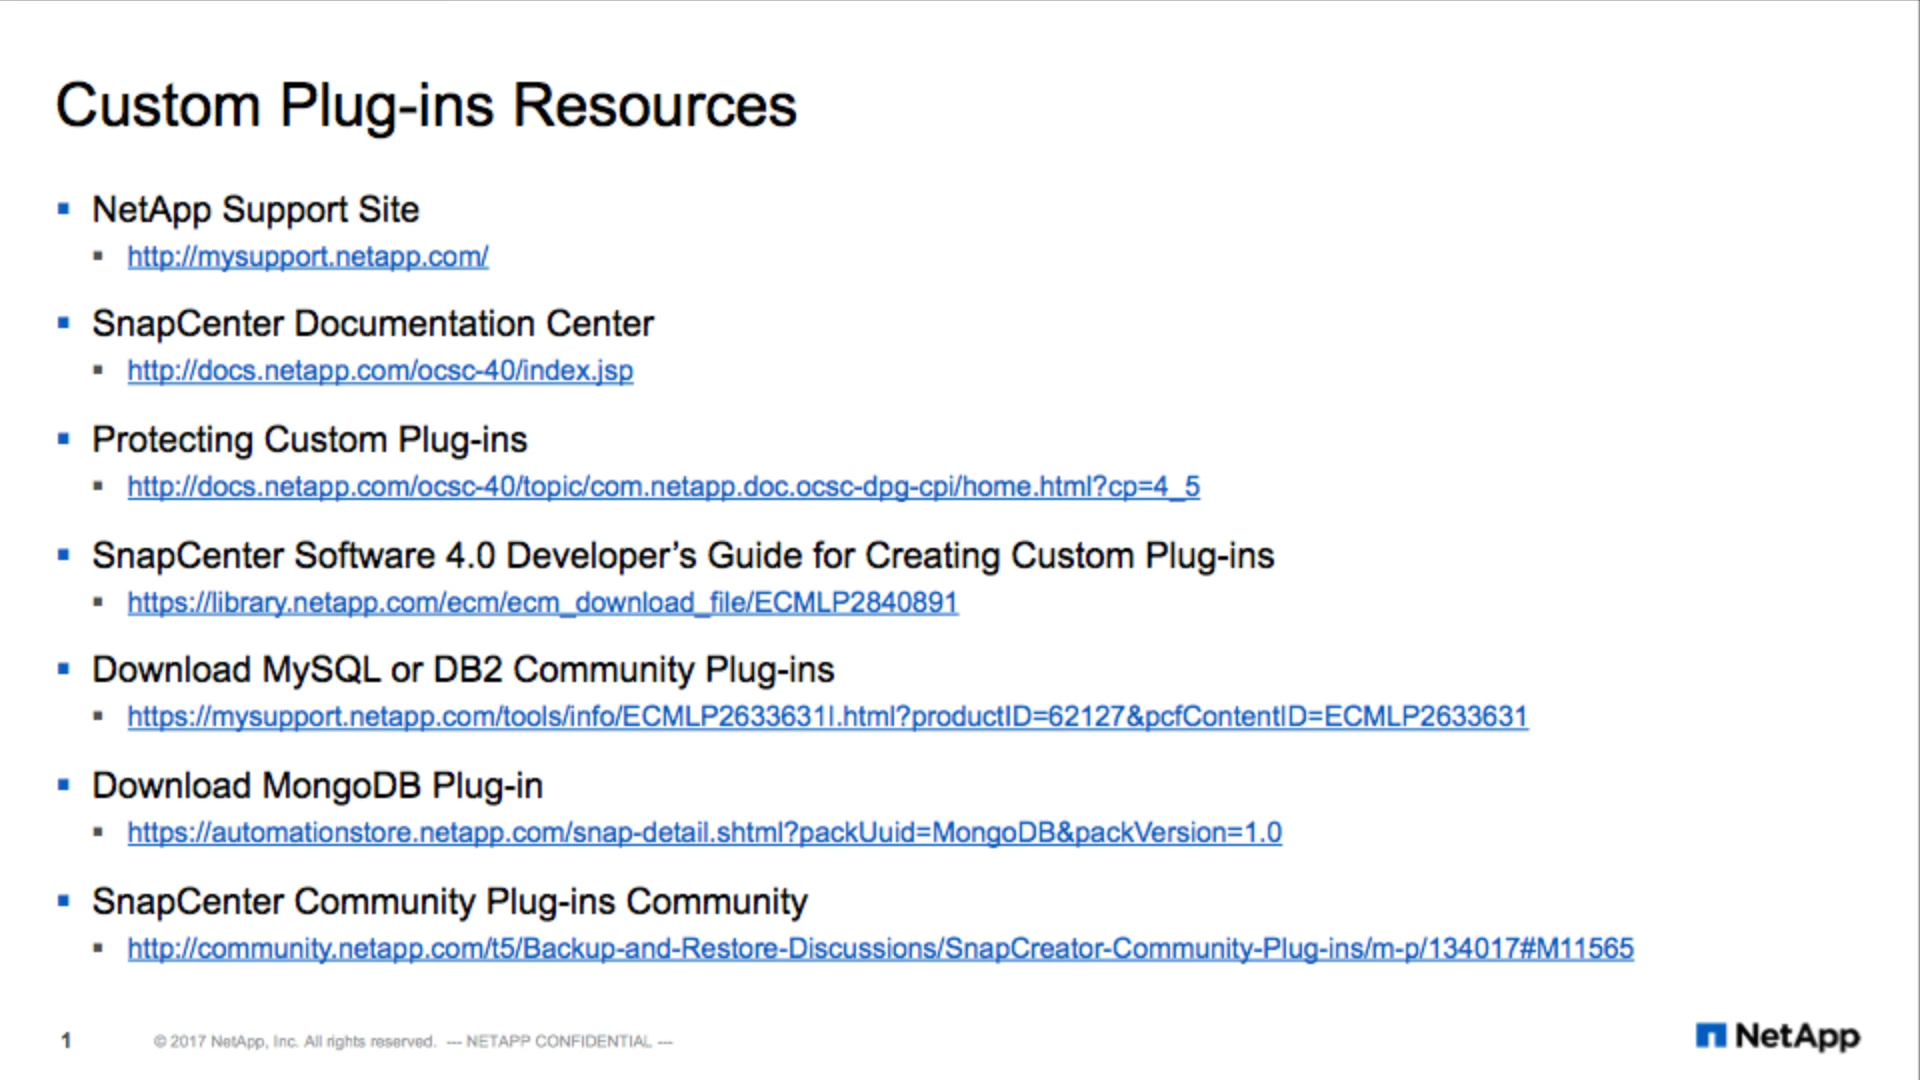 Custom Plug-ins Resources
NetApp Support Site
http://mysupport.netapp.com/
SnapCenter Documentation Center
http://docs.netapp.com/ocsc-40/index.jsp
Protecting Custom Plug-ins
http://docs.netapp.com/ocsc-40/topic/com.netapp.doc.ocsc-dpg-cpi/home.html?cp=4_5
SnapCenter Software 4.0 Developer’s Guide for Creating Custom Plug-ins
https://library.netapp.com/ecm/ecm_download_file/ECMLP2840891
Download MySQL or DB2 Community Plug-ins
https://mysupport.netapp.com/tools/info/ECMLP2633631I.html?productID=62127&pcfContentID=ECMLP2633631
Download MongoDB Plug-in
https://automationstore.netapp.com/snap-detail.shtml?packUuid=MongoDB&packVersion=1.0
SnapCenter Community Plug-ins Community
http://community.netapp.com/t5/Backup-and-Restore-Discussions/SnapCreator-Community-Plug-ins/m-p/134017#M11565
1
© 2017 NetApp, Inc. All rights reserved. --- NETAPP CONFIDENTIAL ---
NetApp